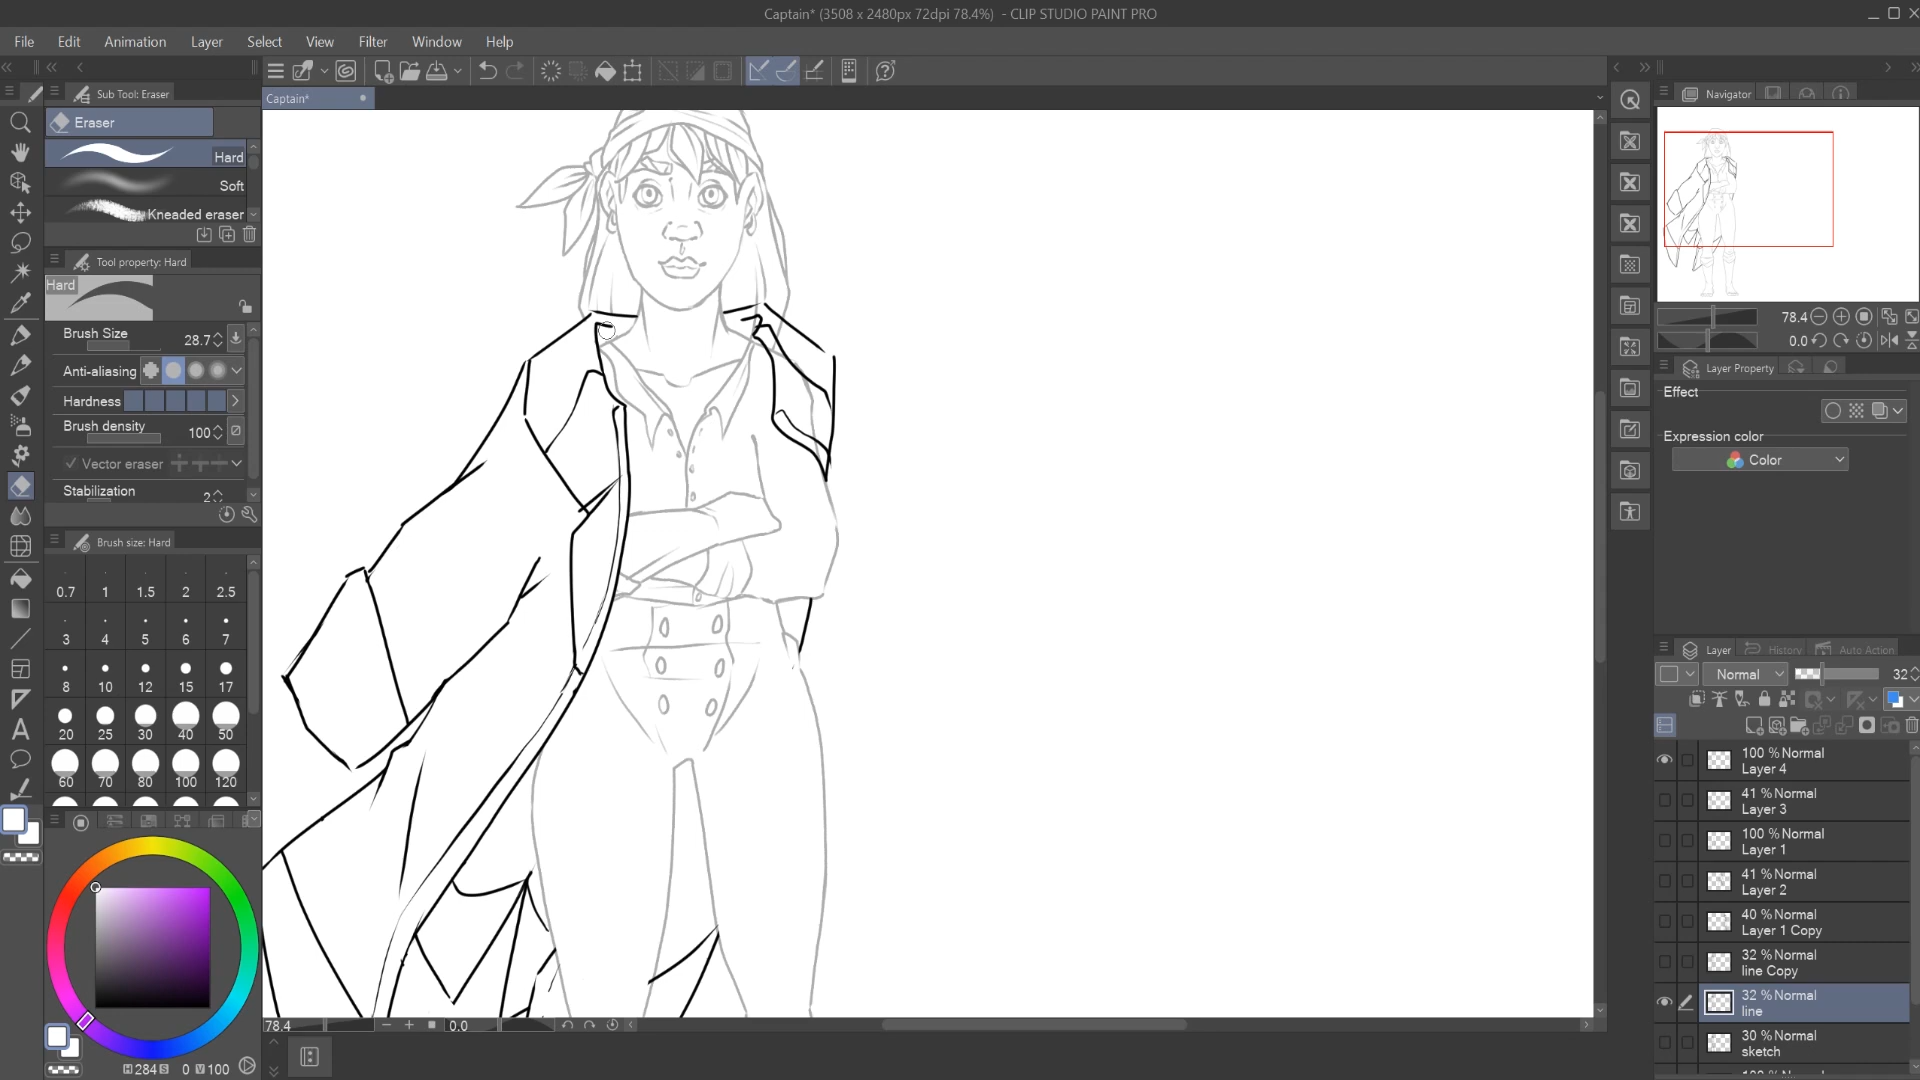 Captain* (3508 x 2480px 72dpi 78.4%) - CLIP STUDIO PAINT PRO
File Edit Animation Layer Select View Filter Window Help
Sub Tool: Eraser
Captain*
Navigator
Eraser
Hard
Soft
Kneaded eraser
Tool property: Hard
Hard
Brush Size 28.7
Anti-aliasing
Hardness
Brush density 100
Vector eraser
Stabilization 2
Brush size: Hard
0.7 1 1.5 2 2.5
3 4 5 6 7
8 10 12 15 17
20 25 30 40 50
60 70 80 100 120
H 284 S 0 V 100
78.4 0.0
78.4
0.0
Layer Property
Effect
Expression color
Color
Layer History Auto Action
Normal 32
100 % Normal
Layer 4
41 % Normal
Layer 3
100 % Normal
Layer 1
41 % Normal
Layer 2
40 % Normal
Layer 1 Copy
32 % Normal
line Copy
32 % Normal
line
30 % Normal
sketch